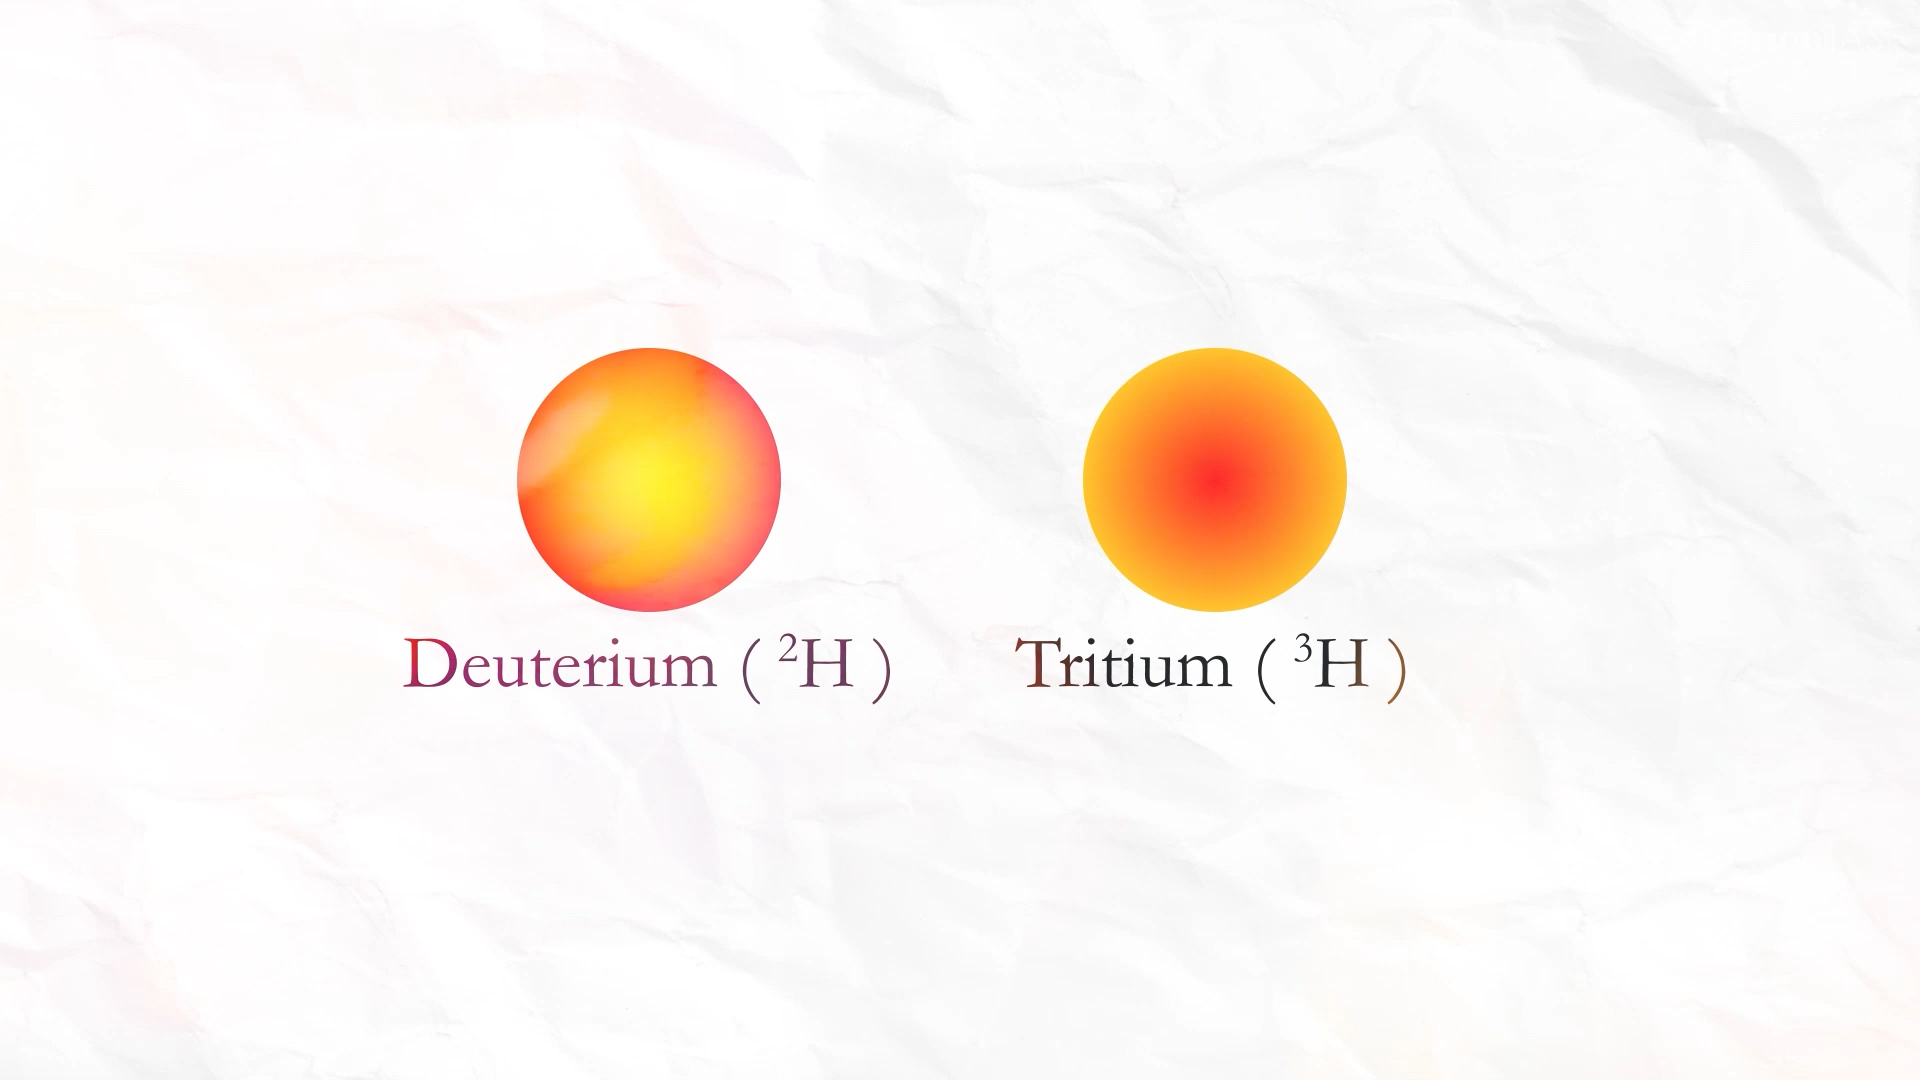 Deuterium ( ²H )
Tritium ( ³H )